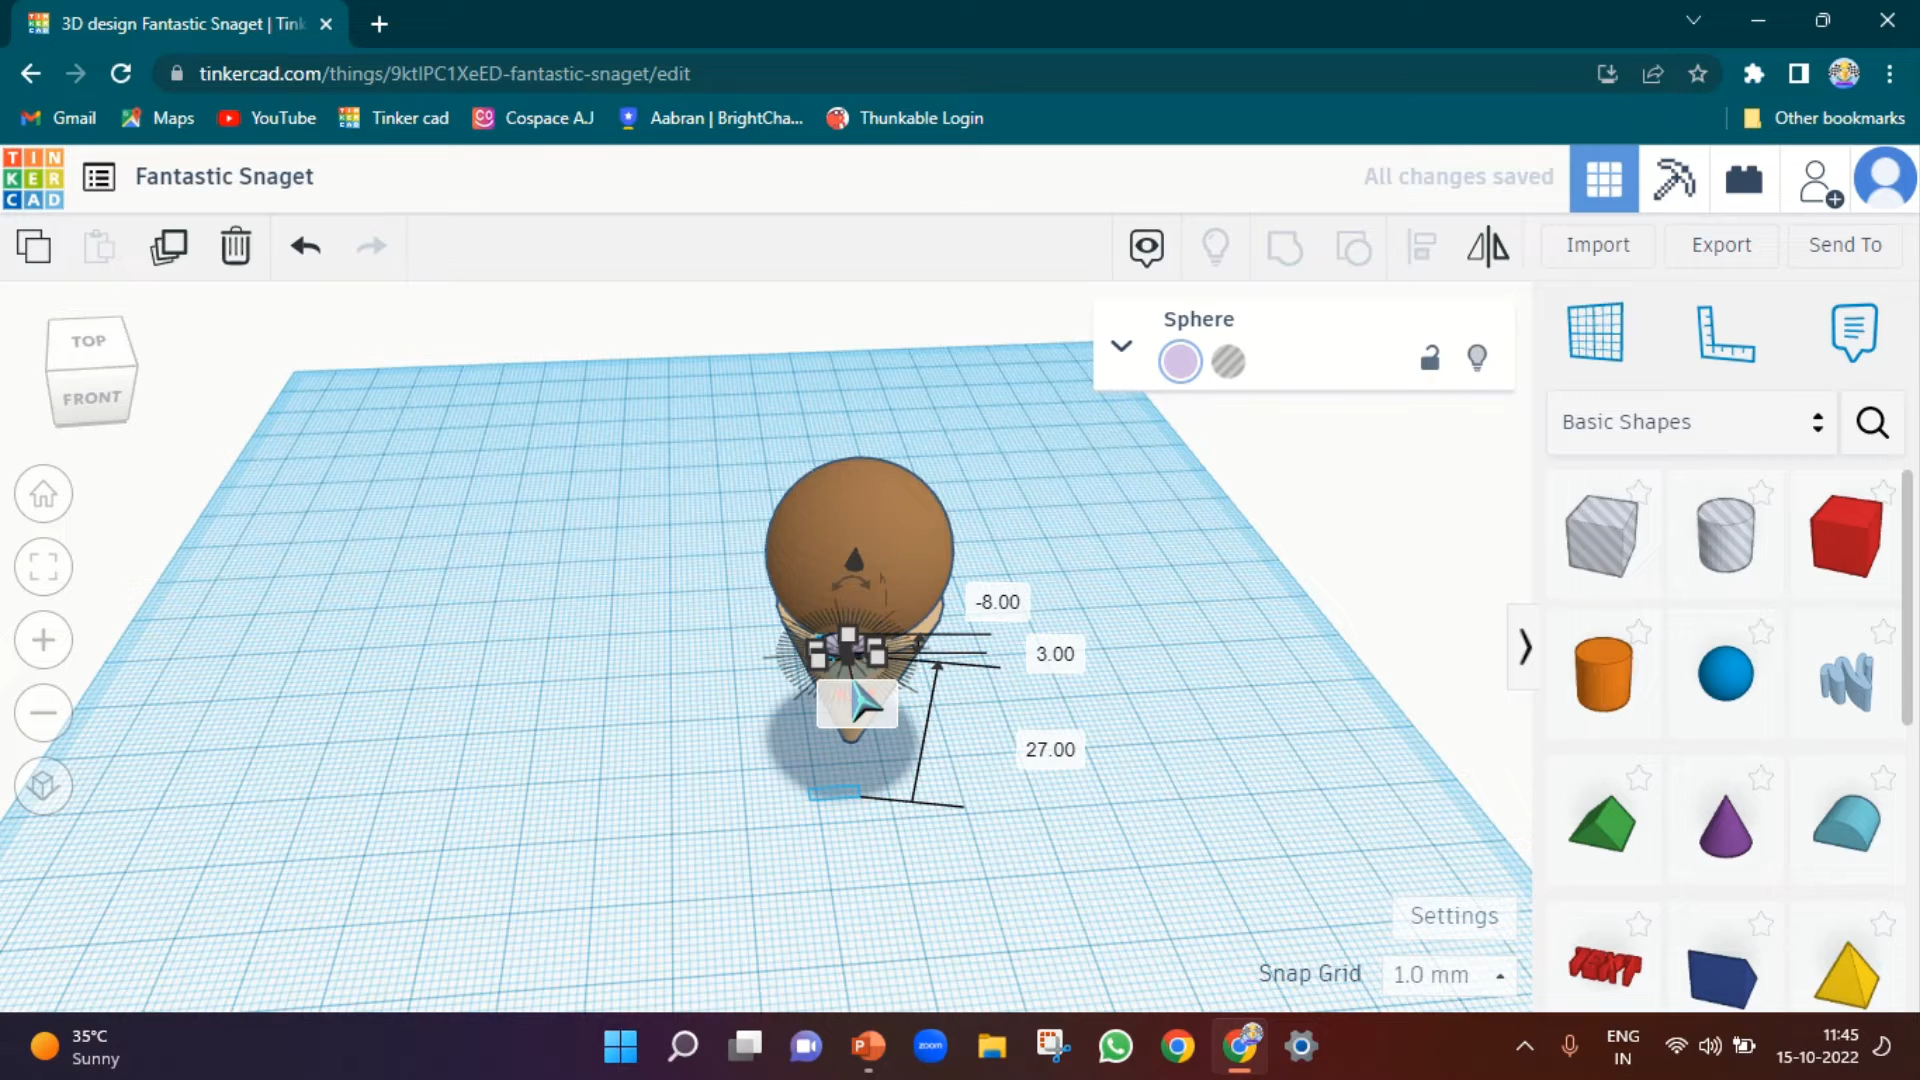 3D design Fantastic Snaget | Tink
tinkercad.com/things/9ktlPC1XeED-fantastic-snaget/edit
Gmail Maps YouTube Tinker cad Cospace AJ Aabran | BrightCha... Thunkable Login Other bookmarks
TIN
KER
CAD
Fantastic Snaget
All changes saved
Import Export Send To
TOP
FRONT
Sphere
Basic Shapes
-8.00
3.00
27.00
TEXT
Settings
Snap Grid 1.0 mm
35°C
Sunny
zoom
ENG
IN
11:45
15-10-2022